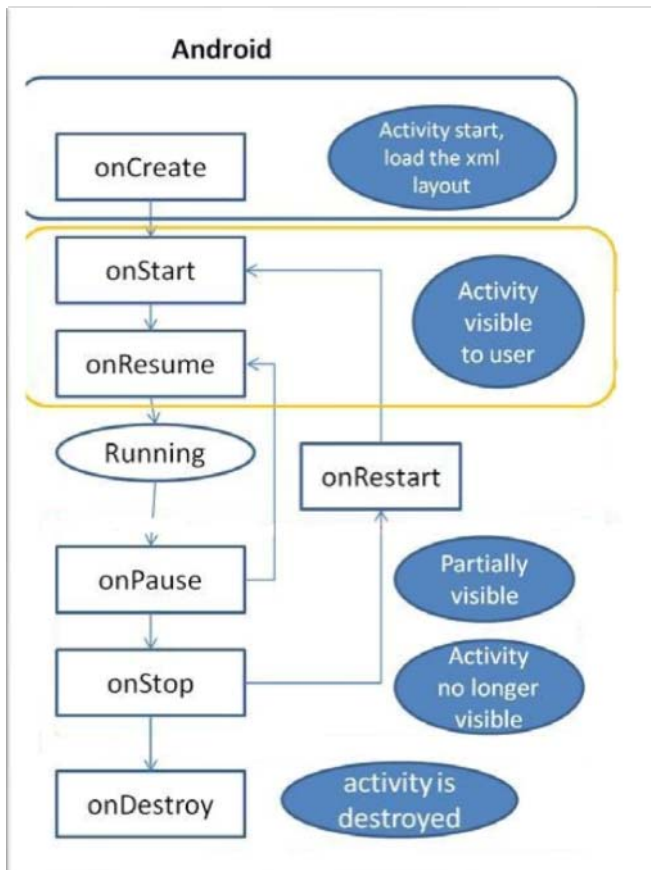 Android
onCreate
Activity start,
load the xml
layout
onStart
Activity
visible
to user
onResume
Running
onRestart
onPause
Partially
visible
onStop
Activity
no longer
visible
onDestroy
activity is
destroyed